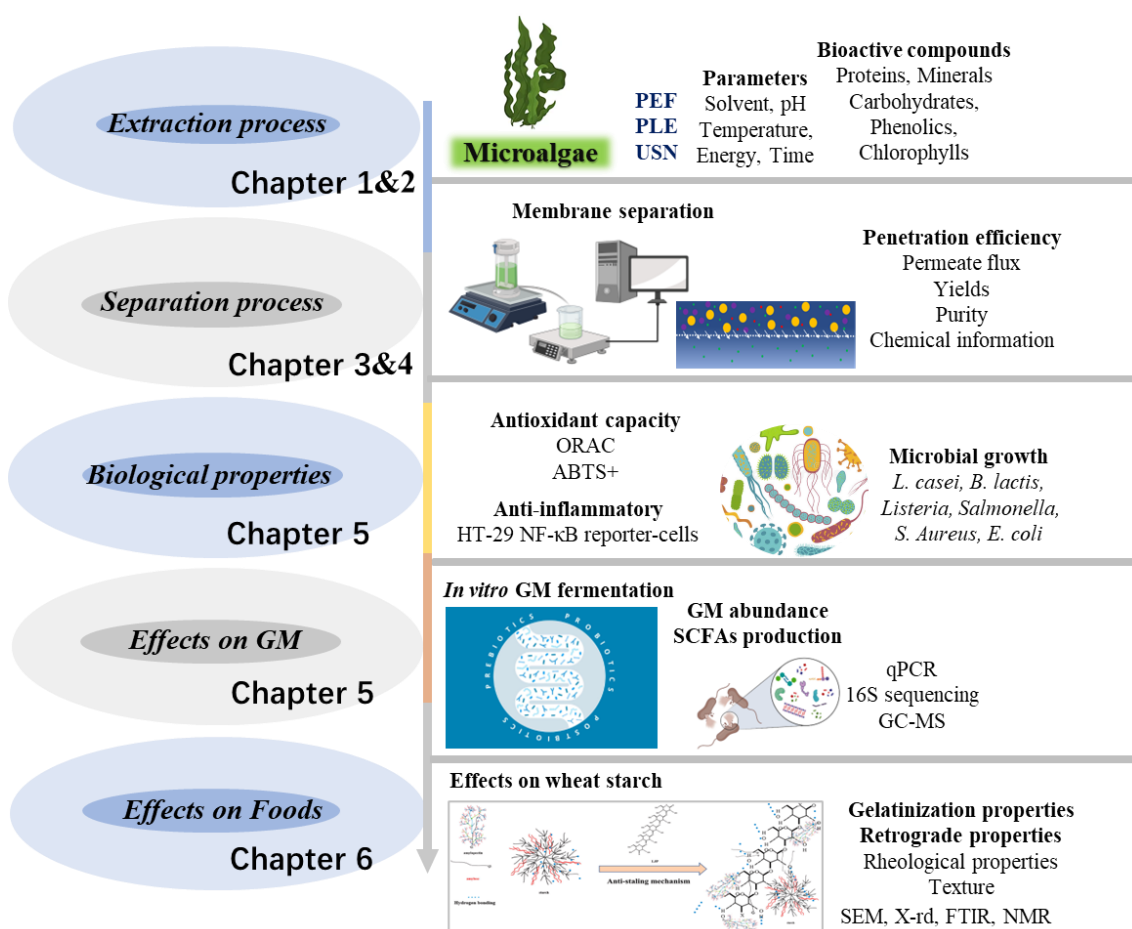 Extraction process
Chapter 1&2
Microalgae
PEF
PLE
USN
Parameters
Solvent, pH
Temperature,
Energy, Time
Bioactive compounds
Proteins, Minerals
Carbohydrates,
Phenolics,
Chlorophylls
Separation process
Chapter 3&4
Membrane separation
Penetration efficiency
Permeate flux
Yields
Purity
Chemical information
Biological properties
Chapter 5
Antioxidant capacity
ORAC
ABTS+
Anti-inflammatory
HT-29 NF-κB reporter-cells
Microbial growth
L. casei, B. lactis,
Listeria, Salmonella,
S. Aureus, E. coli
Effects on GM
Chapter 5
In vitro GM fermentation
PREBIOTICS
PROBIOTICS
POSTBIOTICS
GM abundance
SCFAs production
qPCR
16S sequencing
GC-MS
Effects on Foods
Chapter 6
Effects on wheat starch
Hydrogen bonding
Anti-staling mechanism
Gelatinization properties
Retrograde properties
Rheological properties
Texture
SEM, X-rd, FTIR, NMR